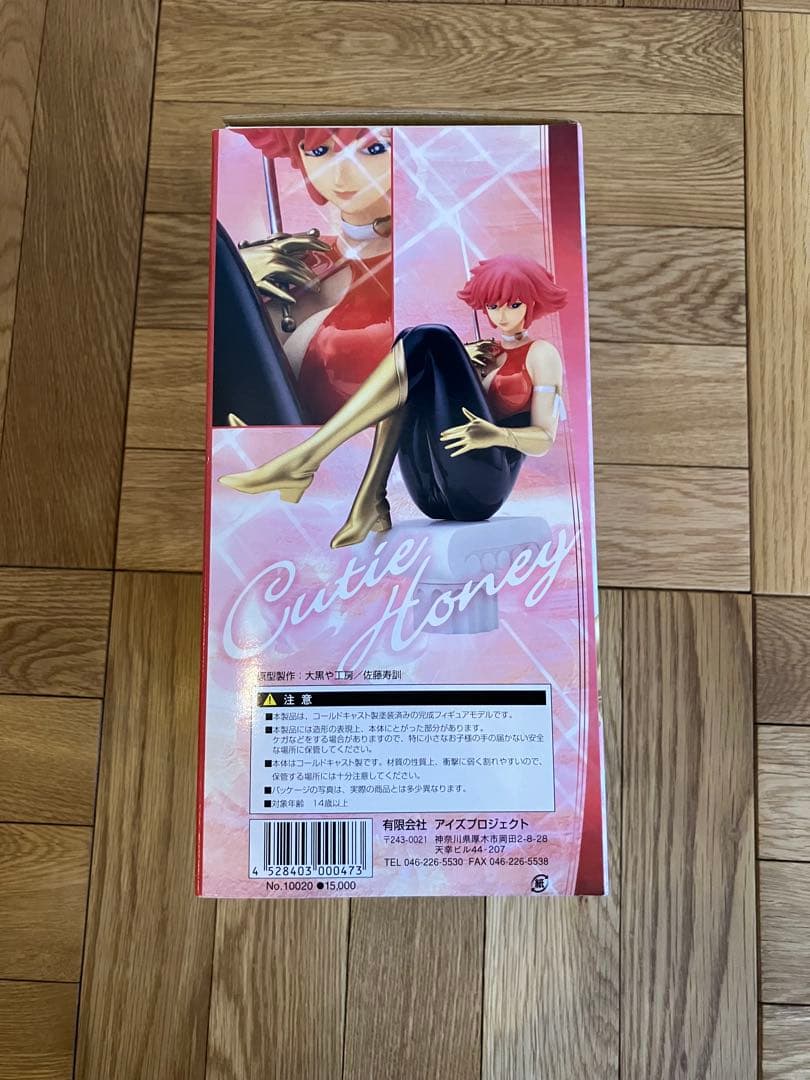 Cutie
Honey
原型製作：大黒や工房／佐藤寿訓
注意
■本製品は、コールドキャスト製塗装済みの完成フィギュアモデルです。
■本製品には造形の表現上、本体にとがった部分があります。
ケガなどをする場合がありますので、特に小さなお子様の手の届かない安全
な場所に保管してください。
■本体はコールドキャスト製です。材質の性質上、衝撃に弱く割れやすいので、
保管する場所には十分注意してください。
■パッケージの写真は、実際の商品とは多少異なります。
■対象年齢 14歳以上
有限会社 アイズプロジェクト
〒243-0021 神奈川県厚木市岡田2-8-28
天幸ビル44-207
TEL 046-226-5530 FAX 046-226-5538
4 528403 000473
No.10020 ●15,000
紙